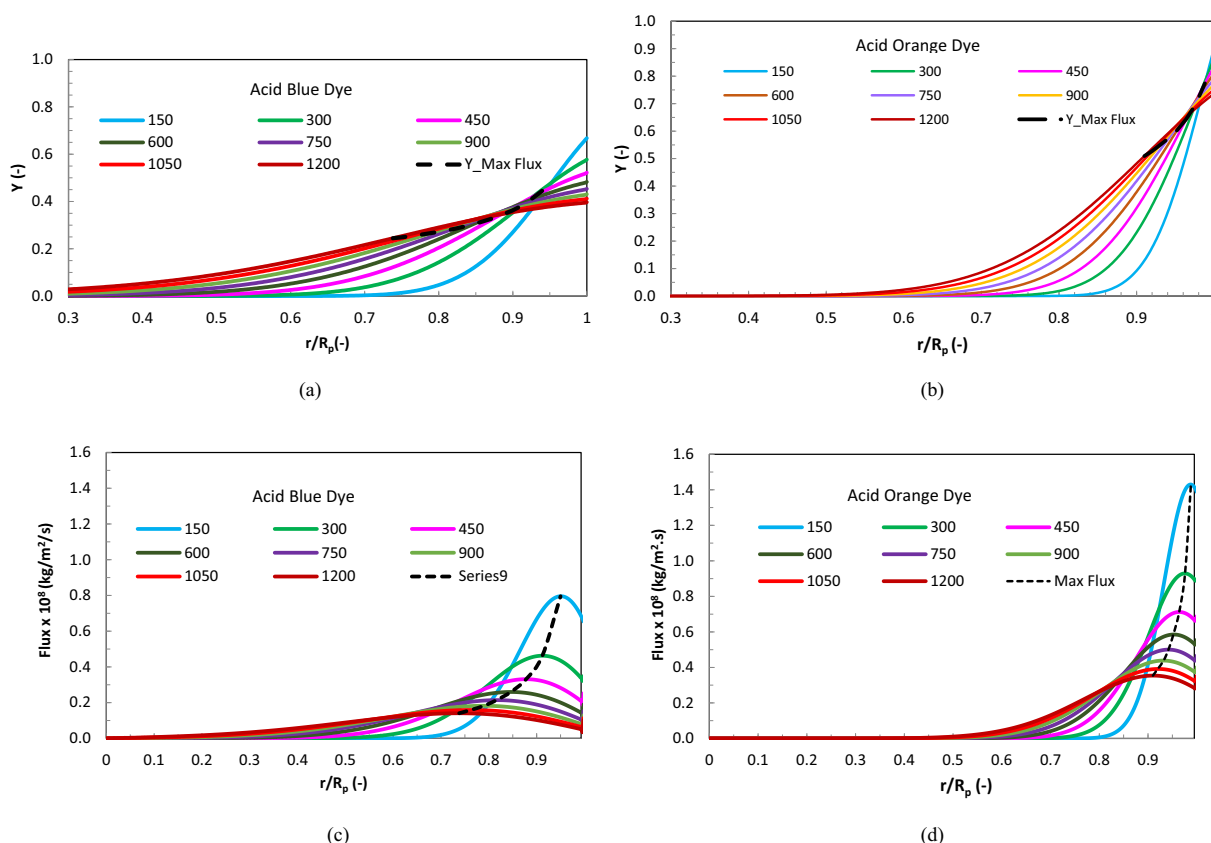 1.0
0.8
0.6
0.4
0.2
0.0
Y (-)
Acid Blue Dye
150 300 450
600 750 900
1050 1200 Y_Max Flux
0.3 0.4 0.5 0.6 0.7 0.8 0.9 1
r/Rp(-)
(a)
1.0
0.9
0.8
0.7
0.6
0.5
0.4
0.3
0.2
0.1
0.0
Y (-)
Acid Orange Dye
150 300 450
600 750 900
1050 1200 Y_Max Flux
0.3 0.4 0.5 0.6 0.7 0.8 0.9
r/Rp (-)
(b)
1.6
1.4
1.2
1.0
0.8
0.6
0.4
0.2
0.0
Flux x 10⁸ (kg/m²/s)
Acid Blue Dye
150 300 450
600 750 900
1050 1200 Series9
0 0.1 0.2 0.3 0.4 0.5 0.6 0.7 0.8 0.9 1
r/Rp (-)
(c)
1.6
1.4
1.2
1.0
0.8
0.6
0.4
0.2
0.0
Flux x 10⁸ (kg/m².s)
Acid Orange Dye
150 300 450
600 750 900
1050 1200 Max Flux
0 0.1 0.2 0.3 0.4 0.5 0.6 0.7 0.8 0.9
r/Rp (-)
(d)